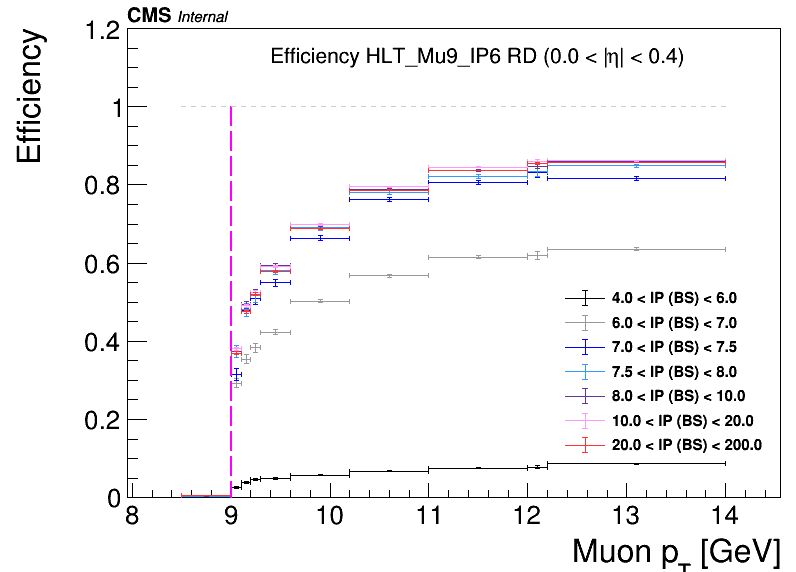 CMS Internal
Efficiency HLT_Mu9_IP6 RD (0.0 < |η| < 0.4)
Efficiency
1.2
1
0.8
0.6
0.4
0.2
0
4.0 < IP (BS) < 6.0
6.0 < IP (BS) < 7.0
7.0 < IP (BS) < 7.5
7.5 < IP (BS) < 8.0
8.0 < IP (BS) < 10.0
10.0 < IP (BS) < 20.0
20.0 < IP (BS) < 200.0
8 9 10 11 12 13 14
Muon p_T [GeV]